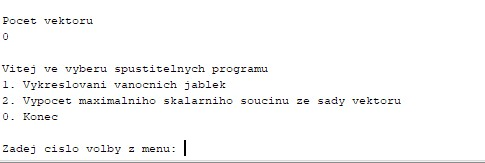 Pocet vektoru
0
Vitej ve vyberu spustitelnych programu
1. Vykreslovani vanocnich jablek
2. Vypocet maximalniho skalarniho soucinu ze sady vektoru
0. Konec
Zadej cislo volby z menu: